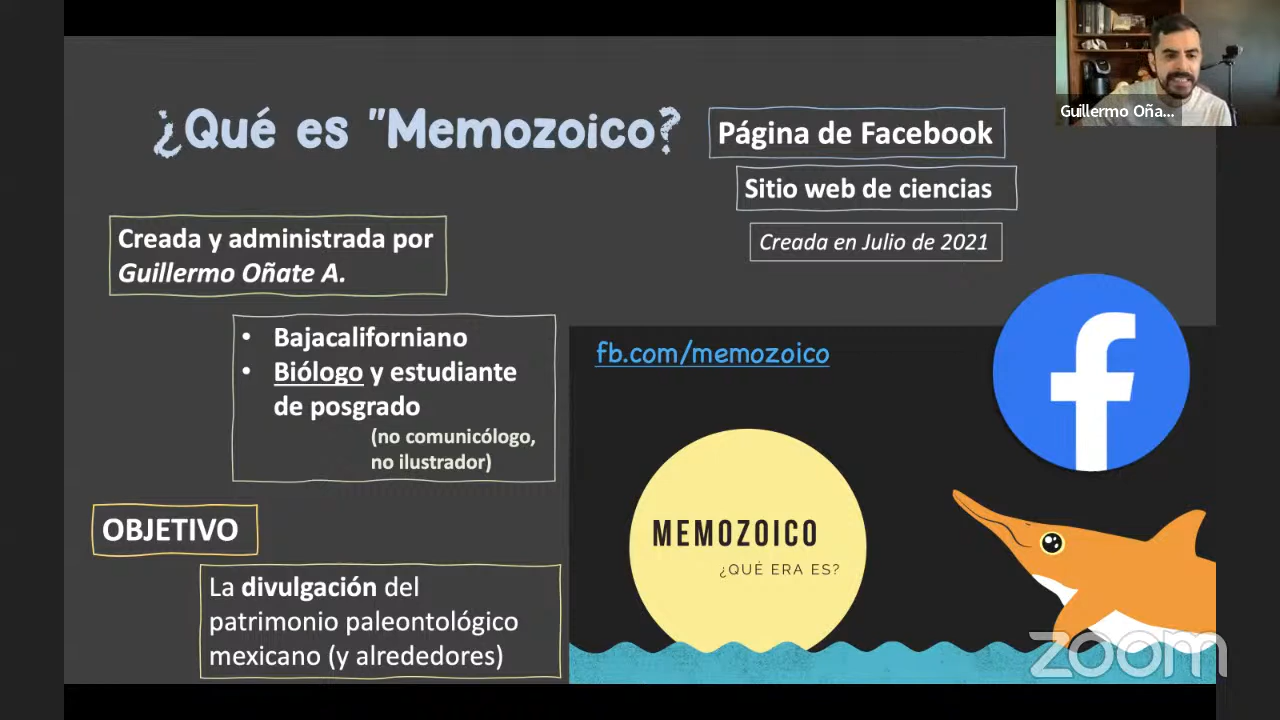 ¿Qué es "Memozoico?
Página de Facebook
Sitio web de ciencias
Creada en Julio de 2021
Guillermo Oña...
Creada y administrada por
Guillermo Oñate A.
• Bajacaliforniano
• Biólogo y estudiante
de posgrado
(no comunicólogo,
no ilustrador)
OBJETIVO
La divulgación del
patrimonio paleontológico
mexicano (y alrededores)
fb.com/memozoico
f
MEMOZOICO
¿QUÉ ERA ES?
zoom